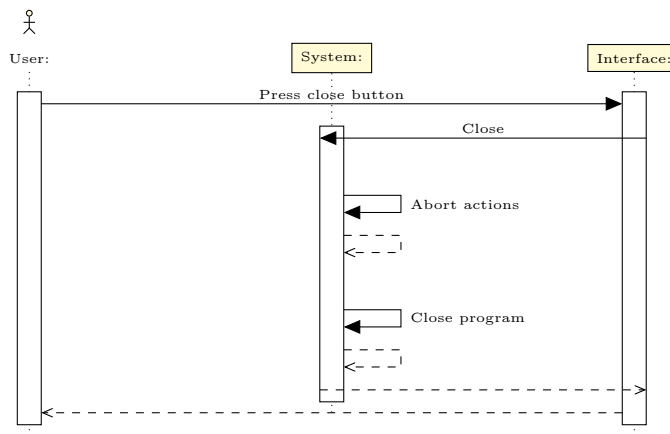 User:
System:
Interface:
Press close button
Close
Abort actions
Close program